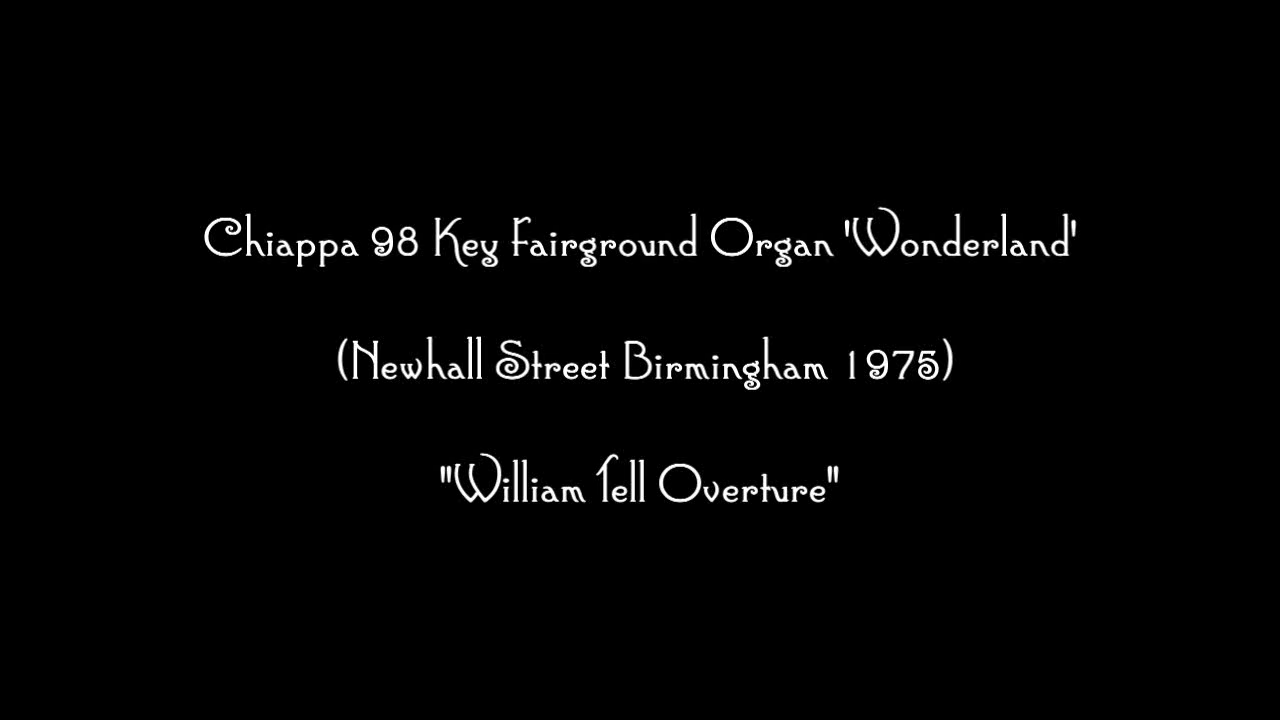 Chiappa 98 Key Fairground Organ 'Wonderland'
(Newhall Street Birmingham 1975)
"William Tell Overture"